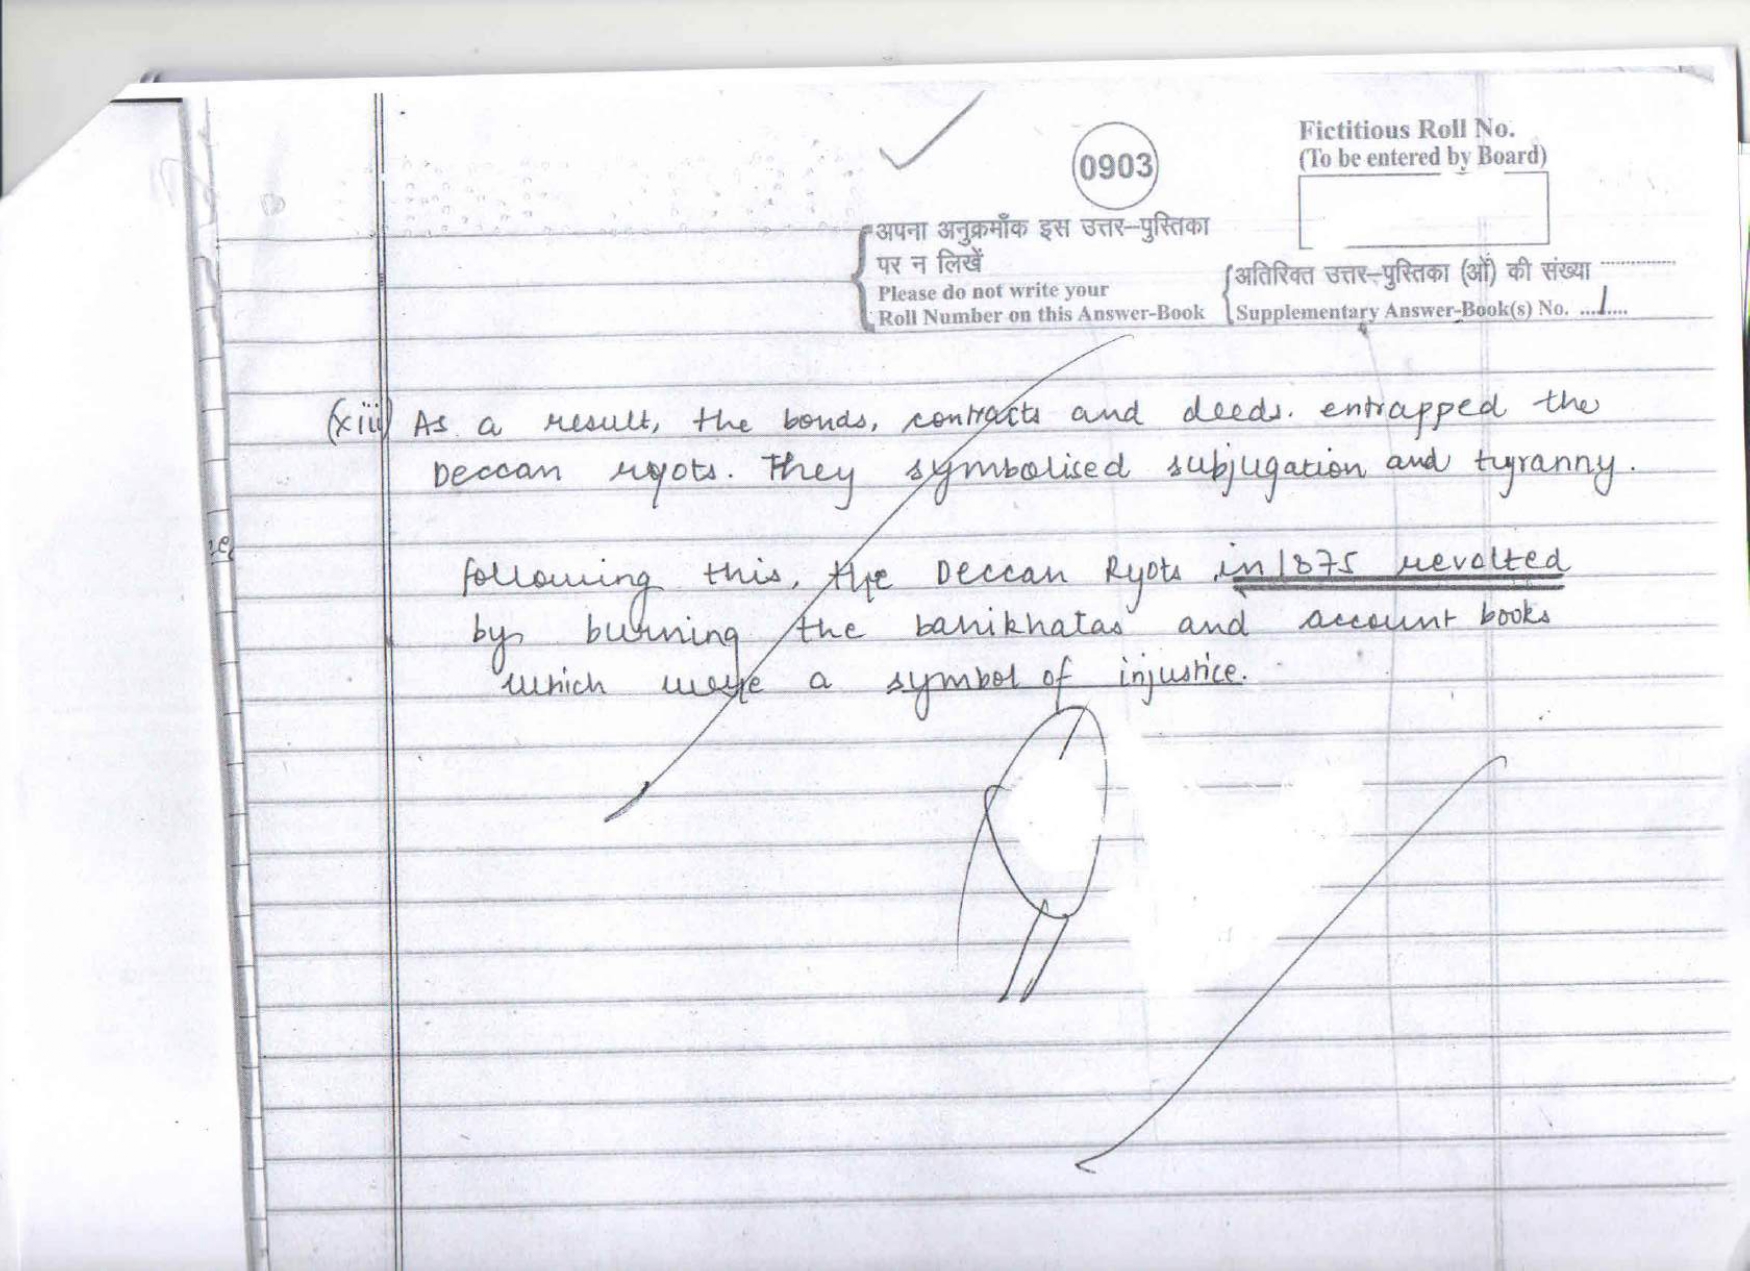 0903
Fictitious Roll No.
(To be entered by Board)
अपना अनुक्रमाँक इस उत्तर–पुस्तिका
पर न लिखें
Please do not write your
Roll Number on this Answer-Book
अतिरिक्त उत्तर–पुस्तिका (ओं) की संख्या ..............
Supplementary Answer-Book(s) No. ....1....
(xiii) As a result, the bonds, contracts and deeds. entrapped the
Deccan ryots. They symbolised subjugation and tyranny.
following this, the Deccan Ryots in 1875 revolted
by burning the bahikhatas and account books
which were a symbol of injustice.